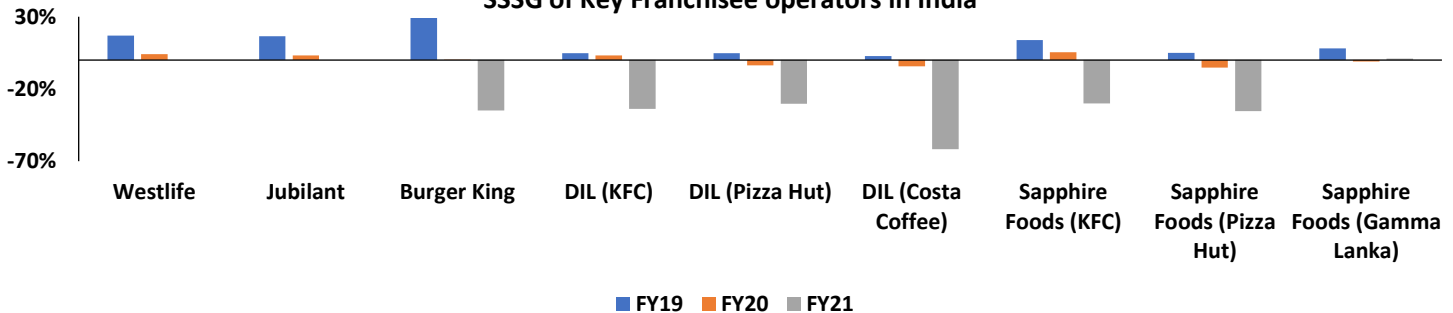 SSSG of Key Franchisee operators in India
30%
-20%
-70%
Westlife
Jubilant
Burger King
DIL (KFC)
DIL (Pizza Hut)
DIL (Costa
Coffee)
Sapphire
Foods (KFC)
Sapphire
Foods (Pizza
Hut)
Sapphire
Foods (Gamma
Lanka)
FY19
FY20
FY21